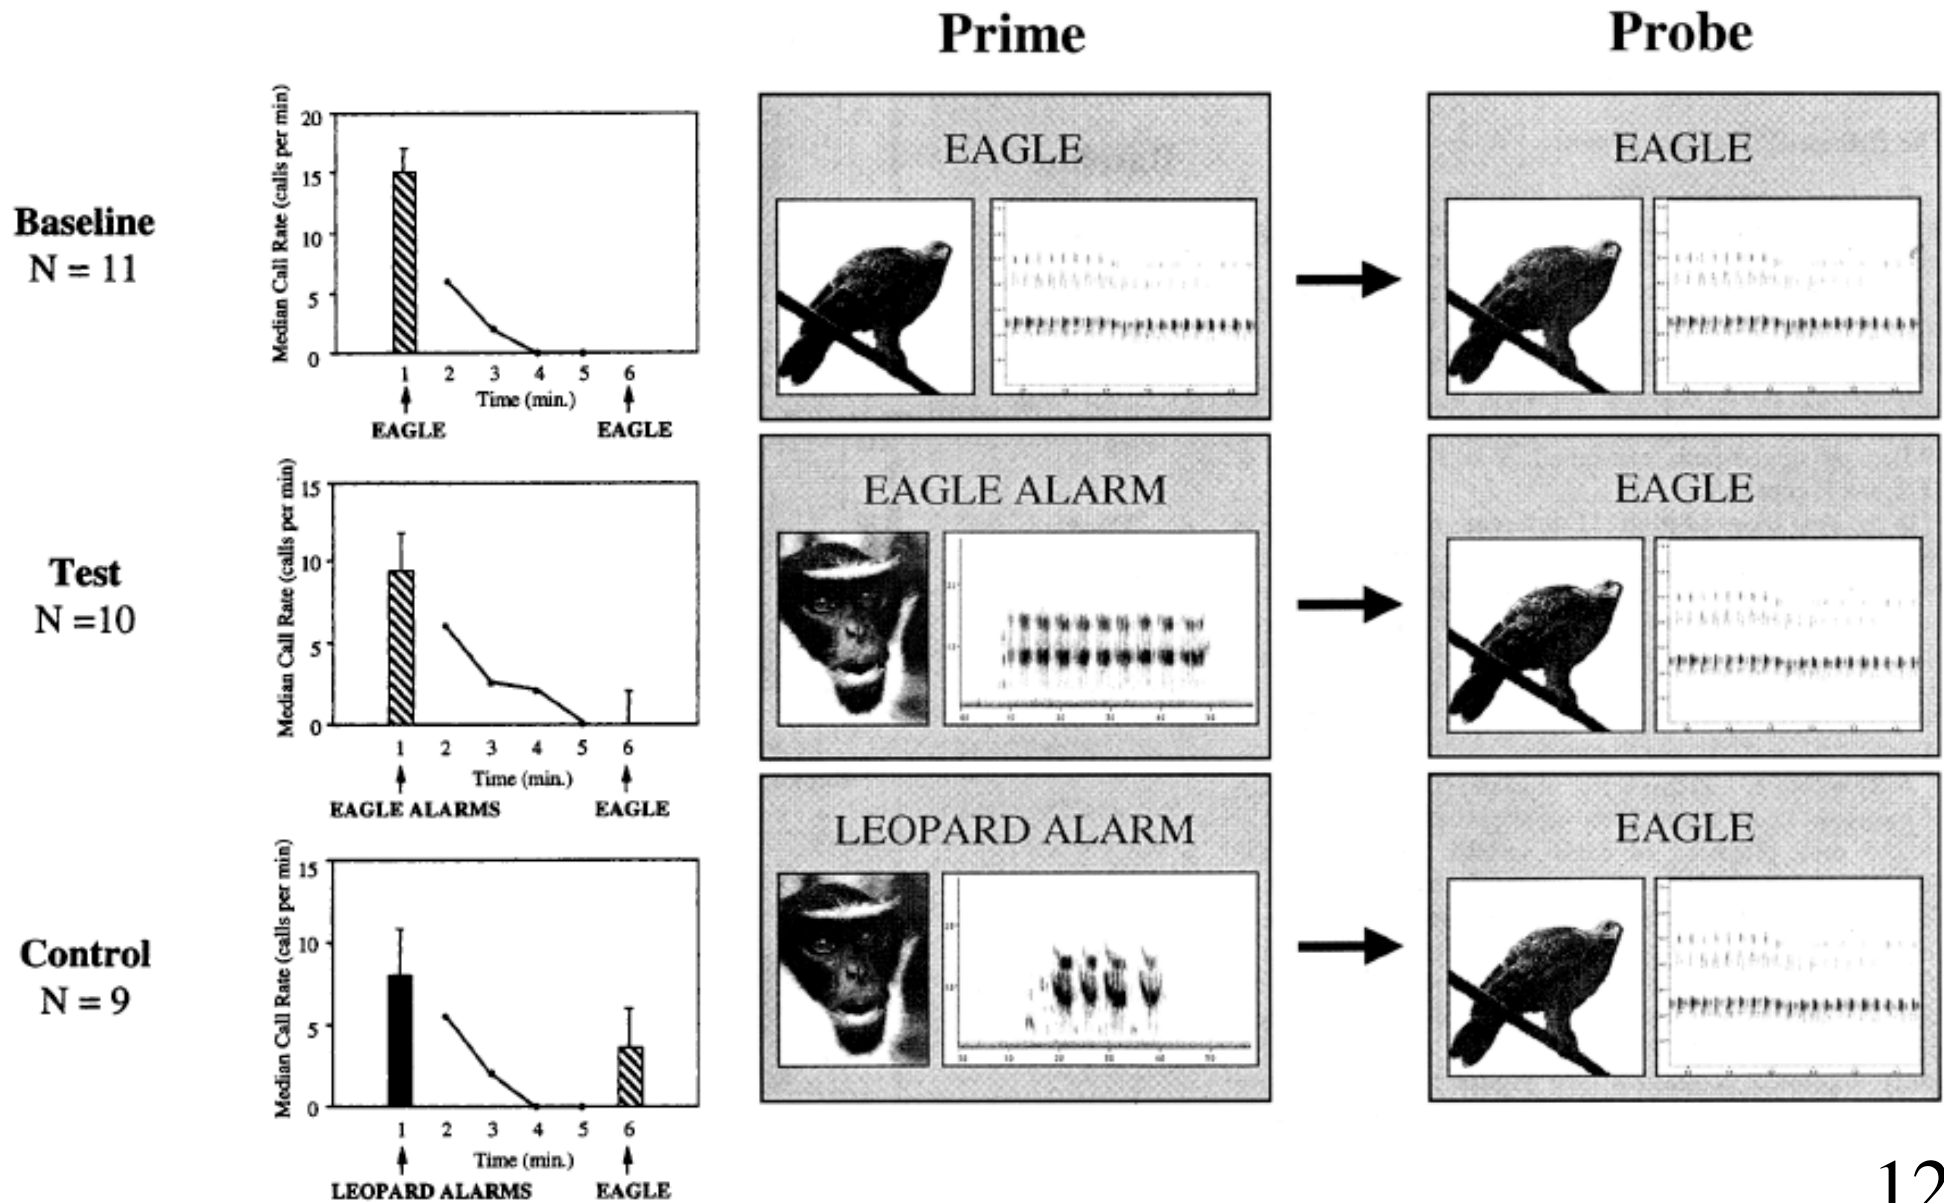 Prime
Probe
Baseline
N = 11
Median Call Rate (calls per min)
20
15
10
5
0
1 2 3 4 5 6
Time (min.)
EAGLE EAGLE
EAGLE
EAGLE
Test
N =10
Median Call Rate (calls per min)
15
10
5
0
1 2 3 4 5 6
Time (min.)
EAGLE ALARMS EAGLE
EAGLE ALARM
EAGLE
Control
N = 9
Median Call Rate (calls per min)
15
10
5
0
1 2 3 4 5 6
Time (min.)
LEOPARD ALARMS EAGLE
LEOPARD ALARM
EAGLE
12